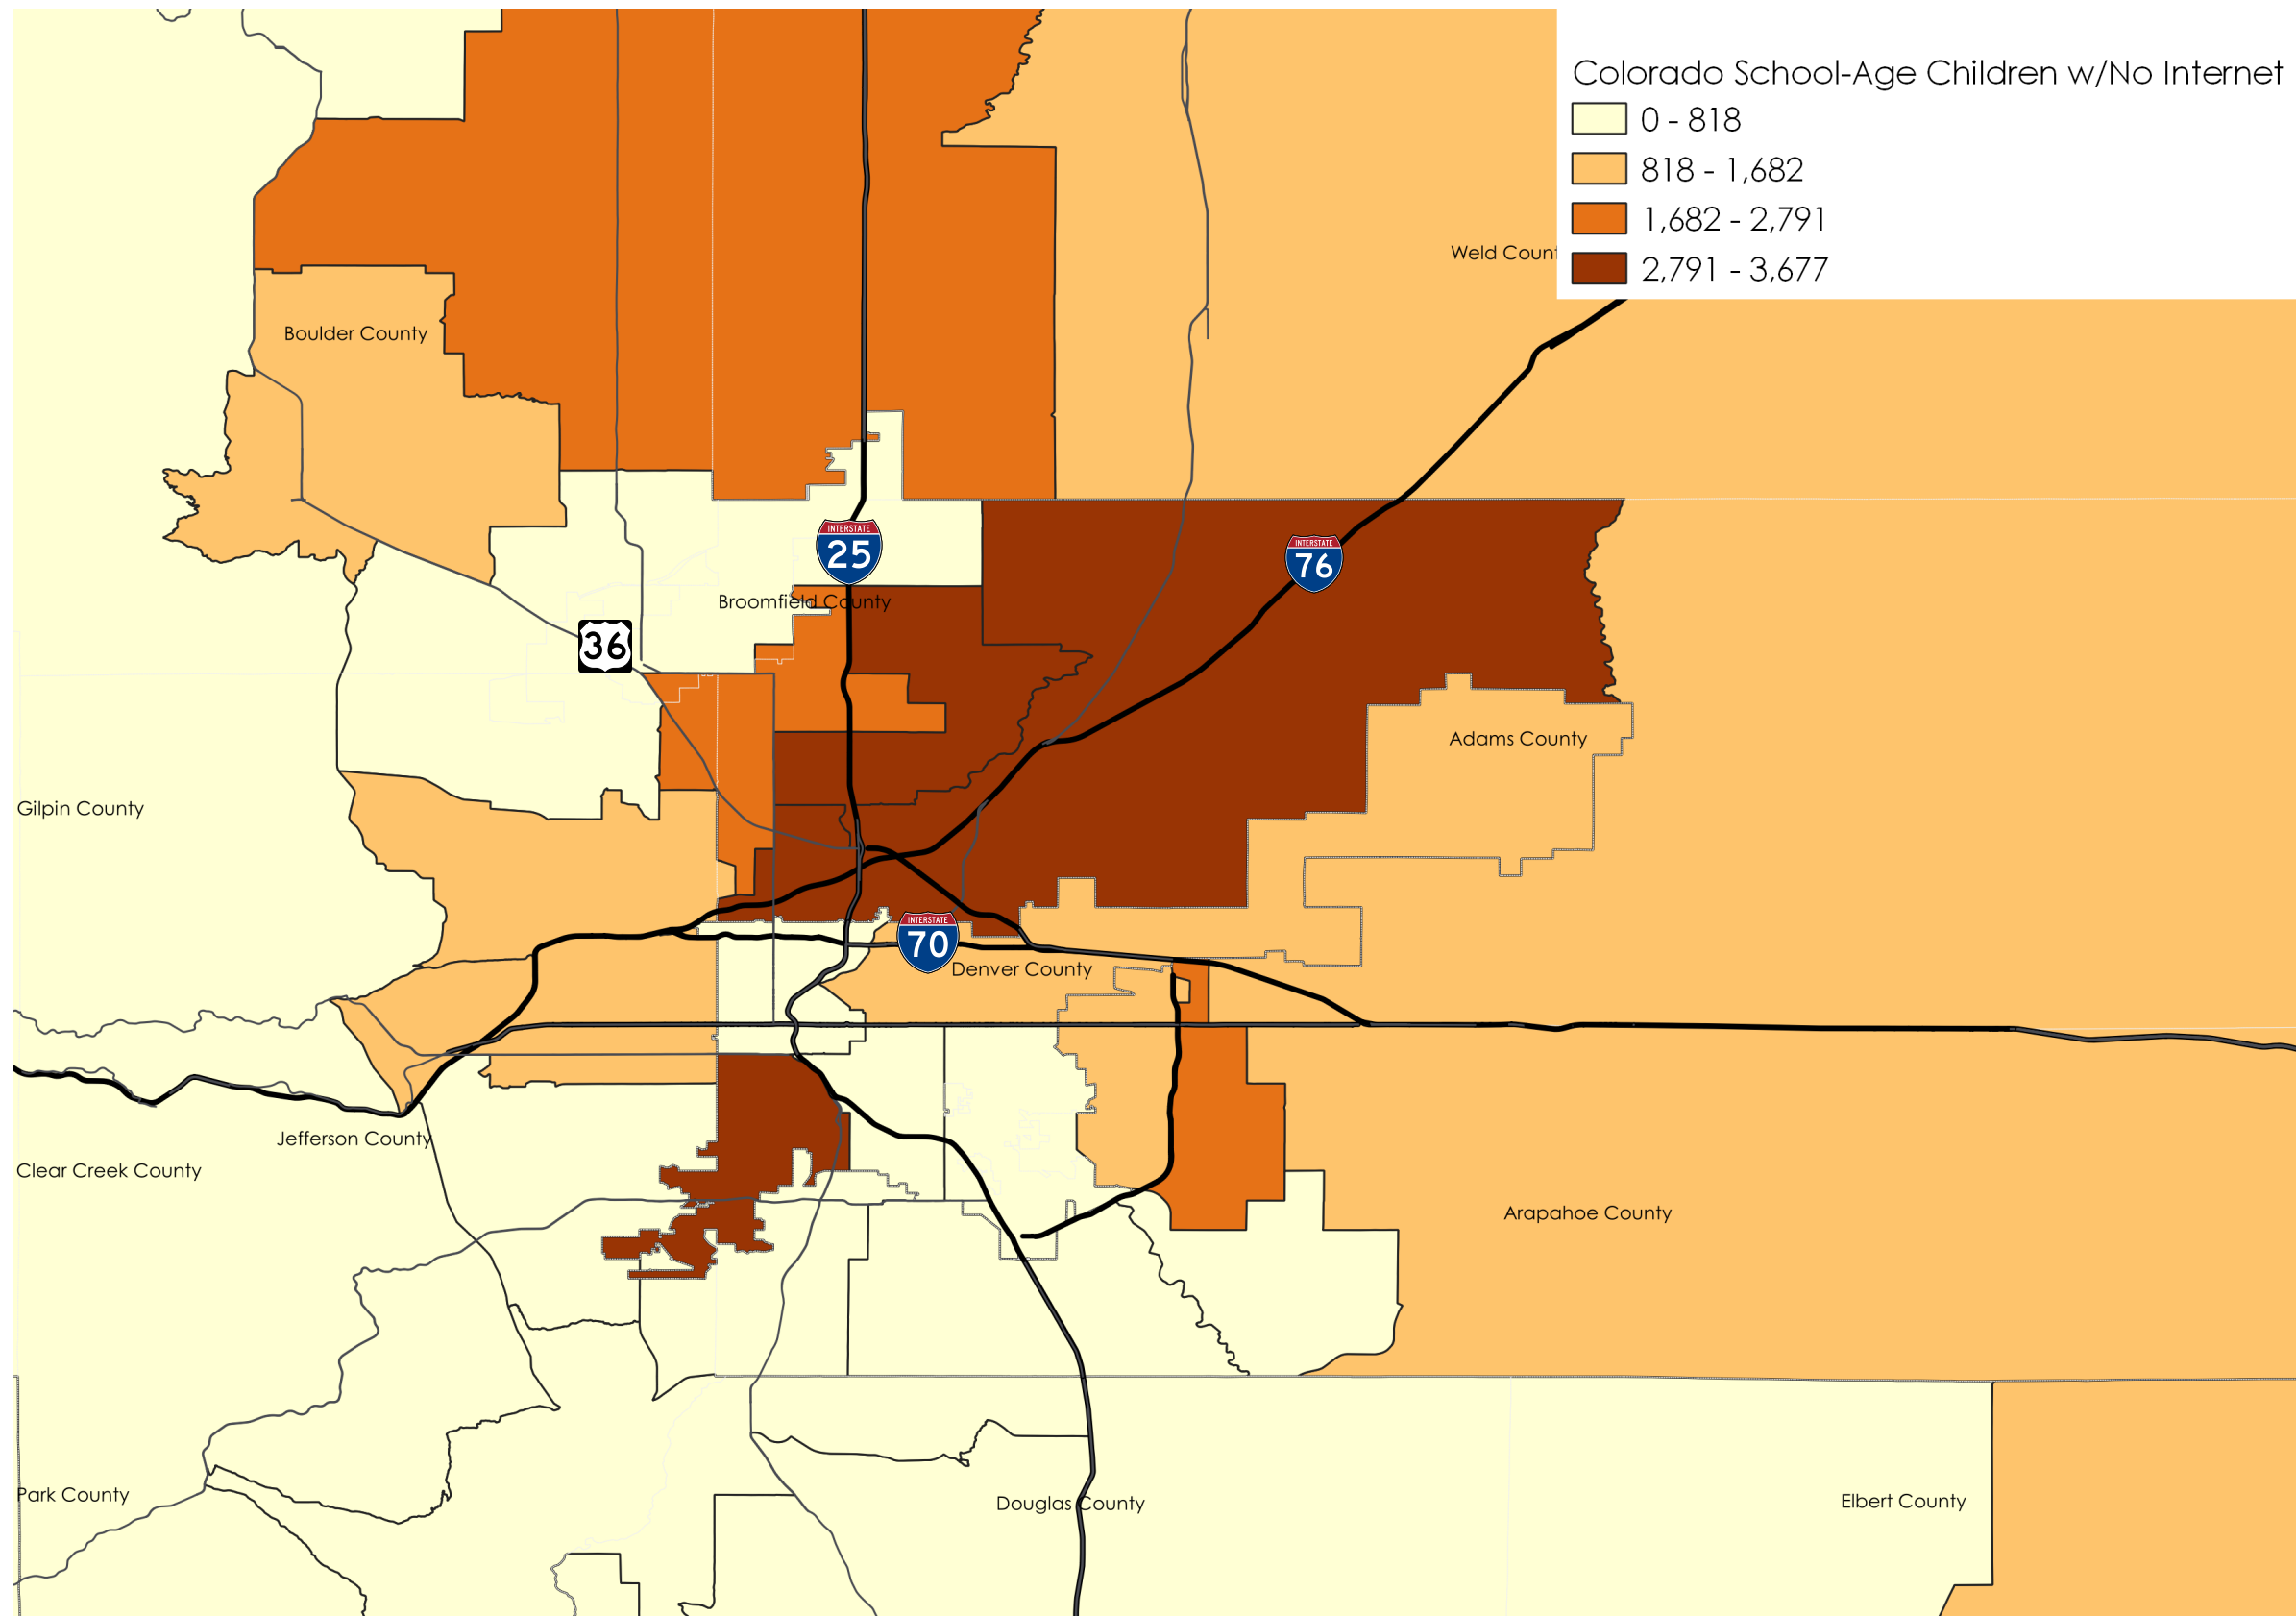 Colorado School-Age Children w/No Internet
0 - 818
818 - 1,682
1,682 - 2,791
2,791 - 3,677
Weld Count
Boulder County
INTERSTATE
25
INTERSTATE
76
Broomfield County
36
Adams County
Gilpin County
INTERSTATE
70
Denver County
Jefferson County
Clear Creek County
Arapahoe County
Park County
Douglas County
Elbert County